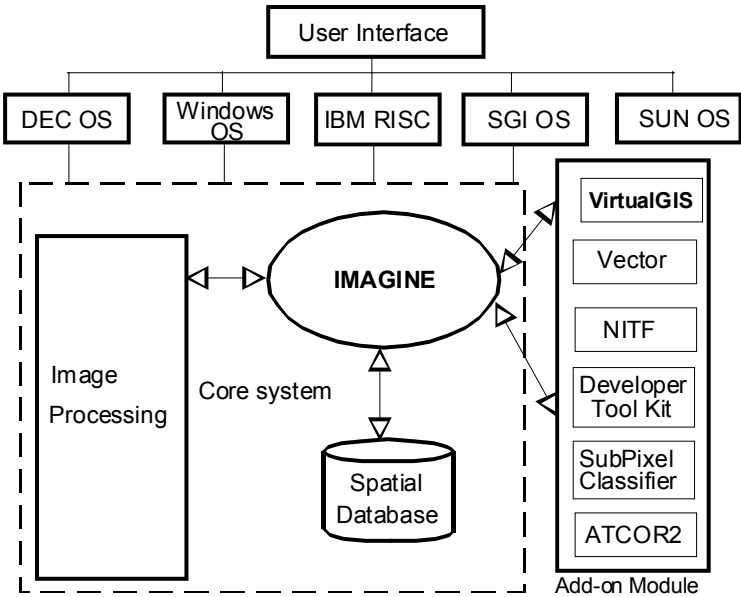 User Interface
DEC OS
Windows
OS
IBM RISC
SGI OS
SUN OS
VirtualGIS
Vector
NITF
Developer
Tool Kit
SubPixel
Classifier
ATCOR2
Add-on Module
IMAGINE
Image
Processing
Core system
Spatial
Database